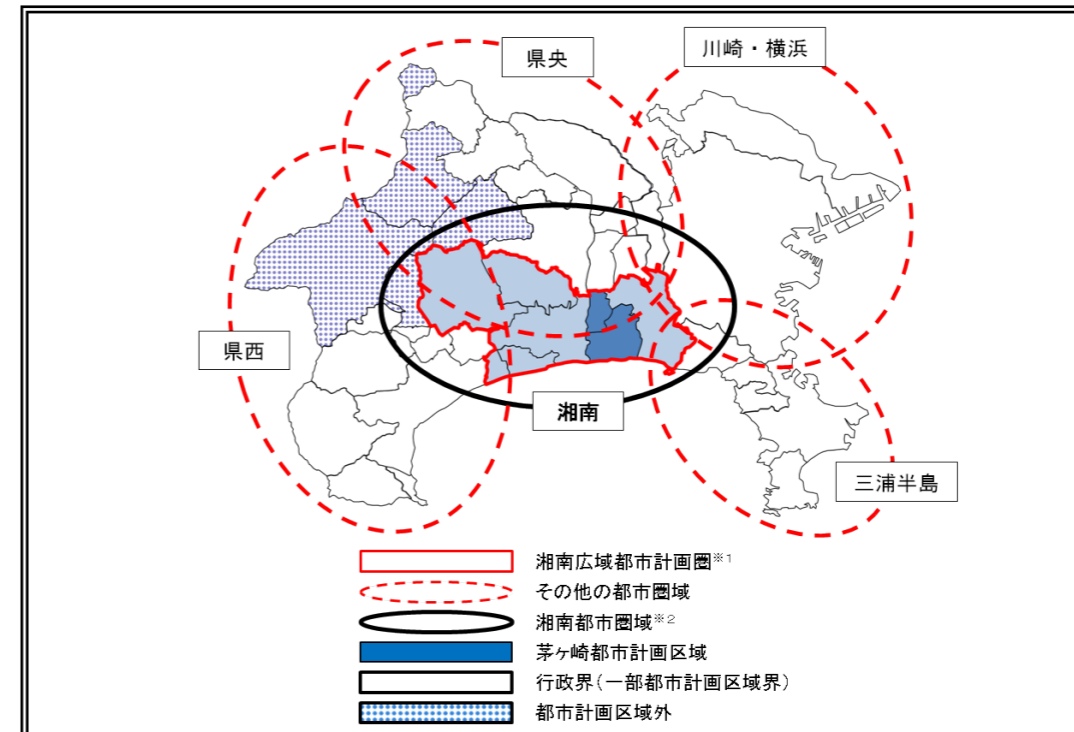 県央
川崎・横浜
県西
湘南
三浦半島
湘南広域都市計画圏※1
その他の都市圏域
湘南都市圏域※2
茅ヶ崎都市計画区域
行政界(一部都市計画区域界)
都市計画区域外